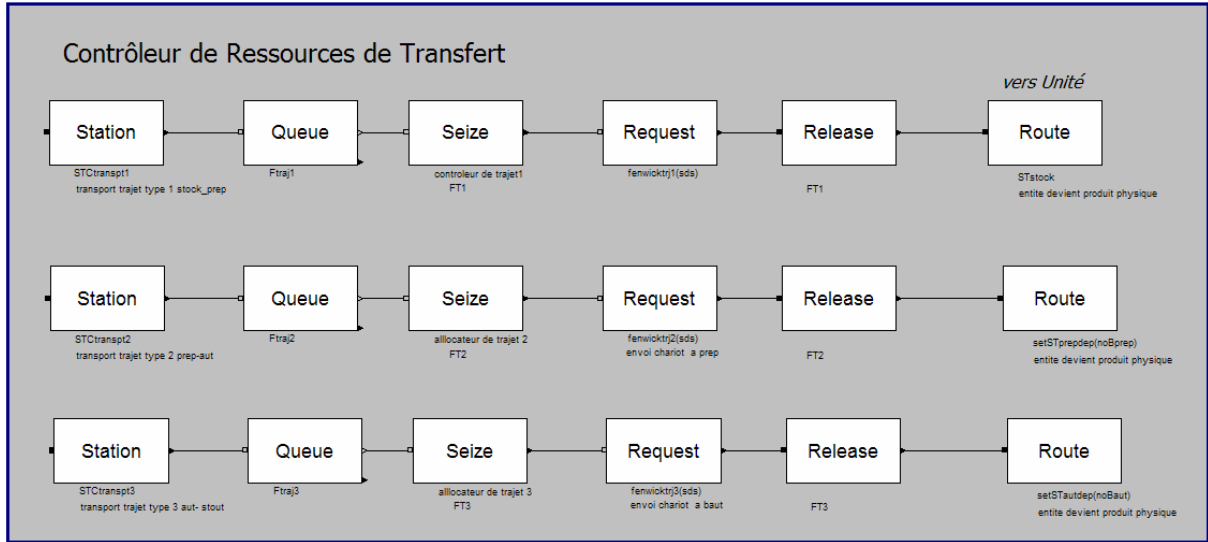 Contrôleur de Ressources de Transfert
vers Unité
Station
Queue
Seize
Request
Release
Route
STCtranspt1
transport trajet type 1 stock_prep
Ftraj1
controleur de trajet1
FT1
fenwicktrj1(sds)
FT1
STstock
entite devient produit physique
Station
Queue
Seize
Request
Release
Route
STCtranspt2
transport trajet type 2 prep-aut
Ftraj2
alllocateur de trajet 2
FT2
fenwicktrj2(sds)
envoi chariot a prep
FT2
setSTprepdep(noBprep)
entite devient produit physique
Station
Queue
Seize
Request
Release
Route
STCtranspt3
transport trajet type 3 aut- stout
Ftraj3
alllocateur de trajet 3
FT3
fenwicktrj3(sds)
envoi chariot a baut
FT3
setSTautdep(noBaut)
entite devient produit physique